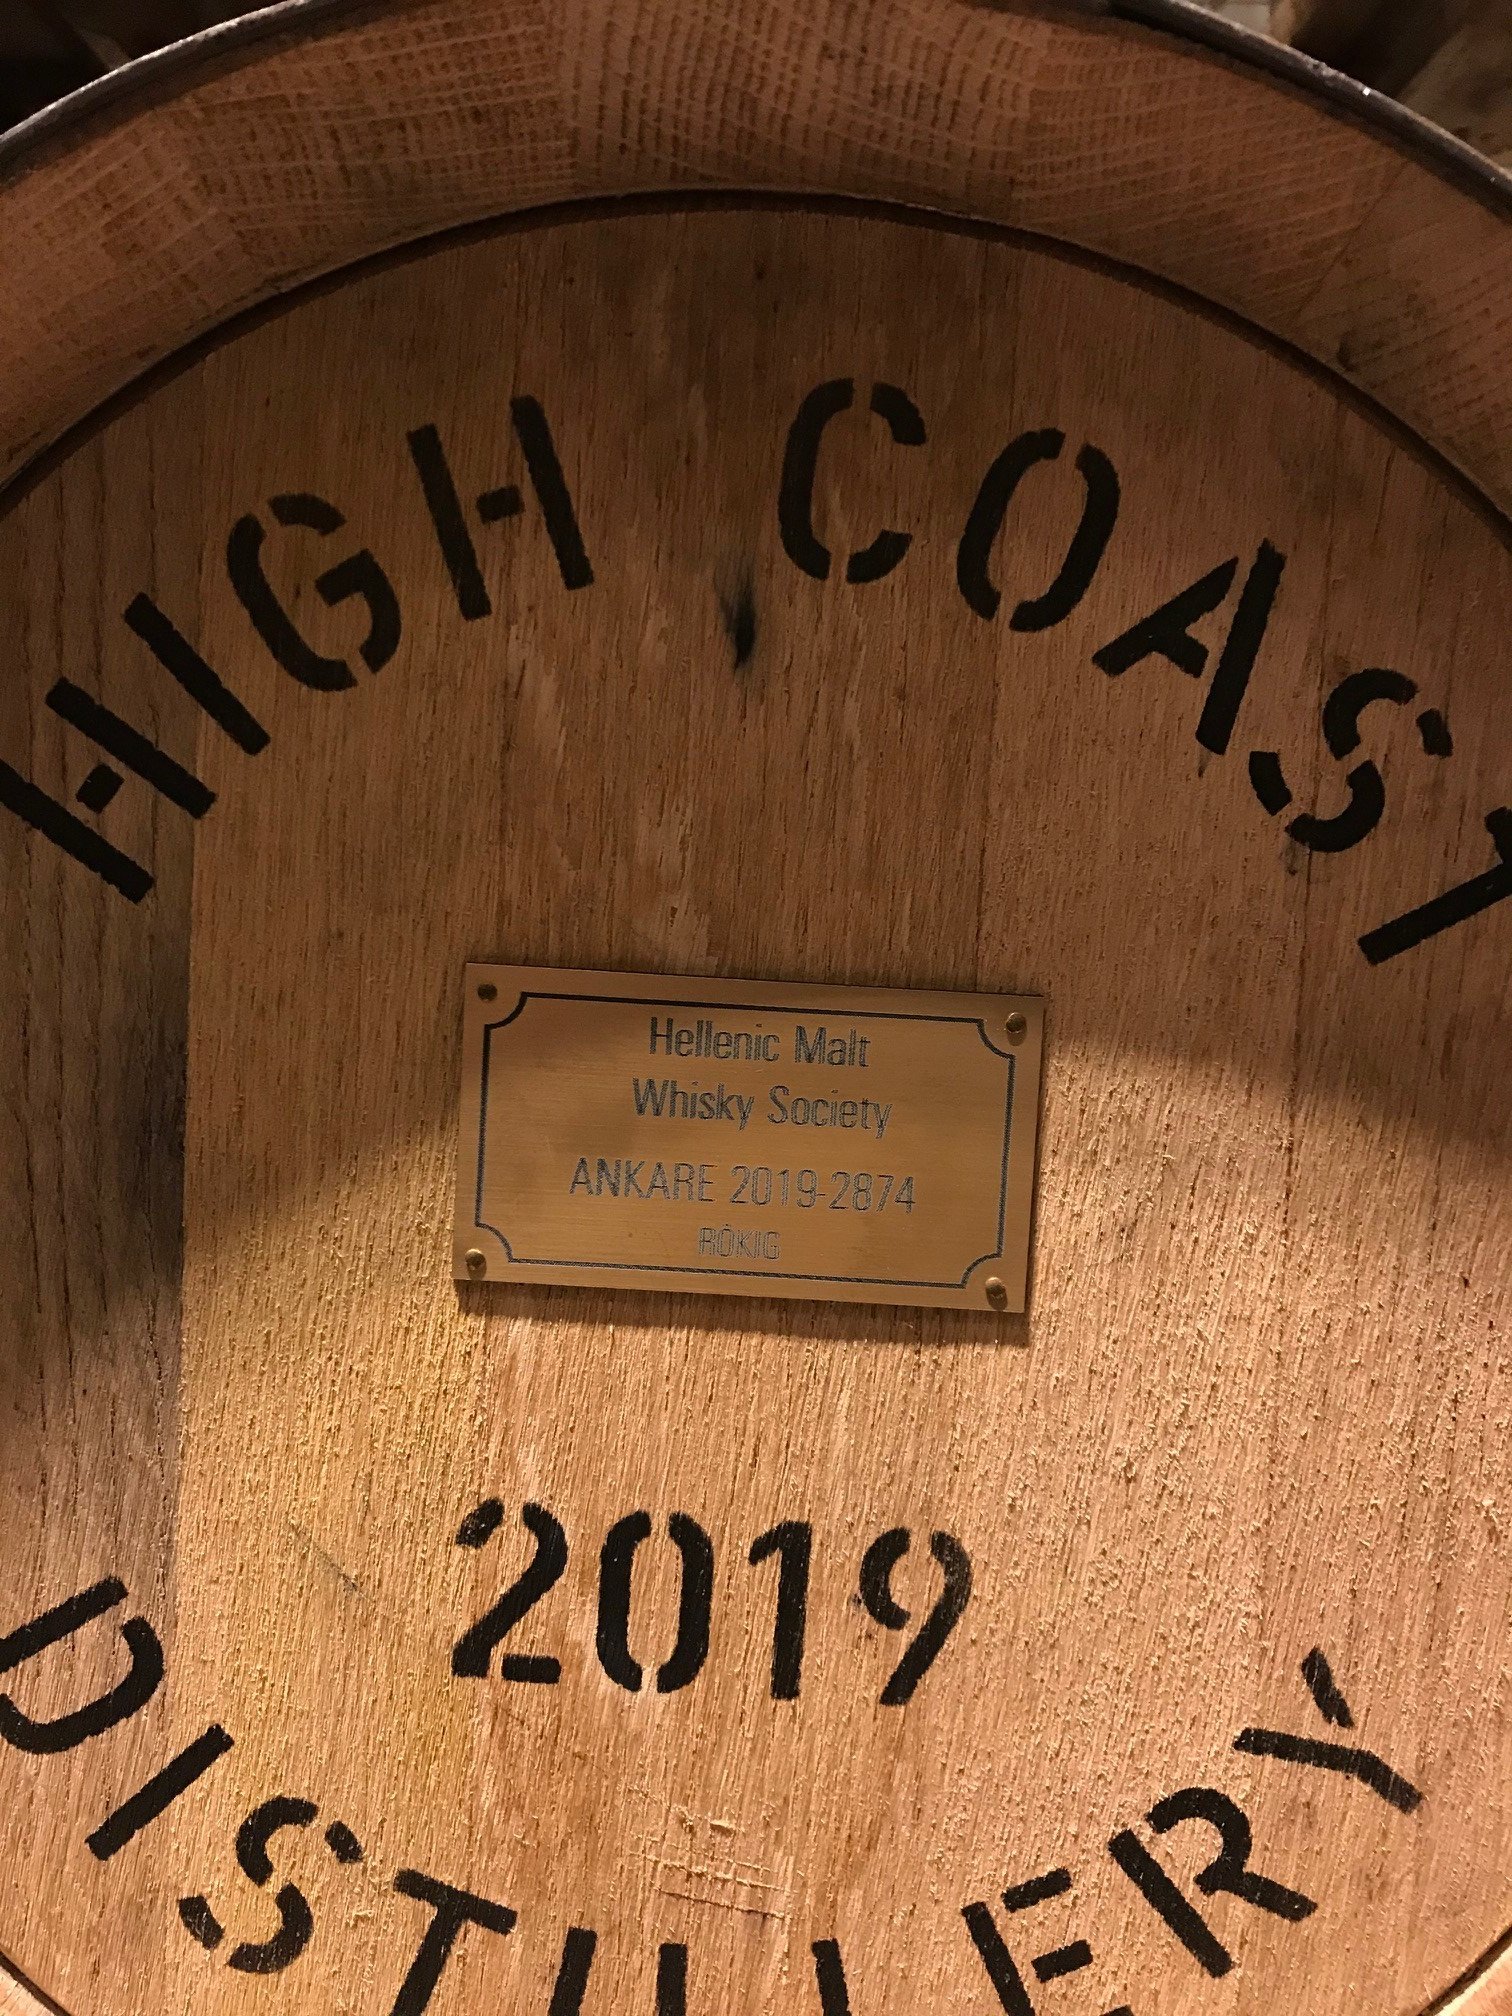 HIGH COAST
Hellenic Malt
Whisky Society
ANKARE 2019-2874
RÖKIG
2019
DISTILLERY